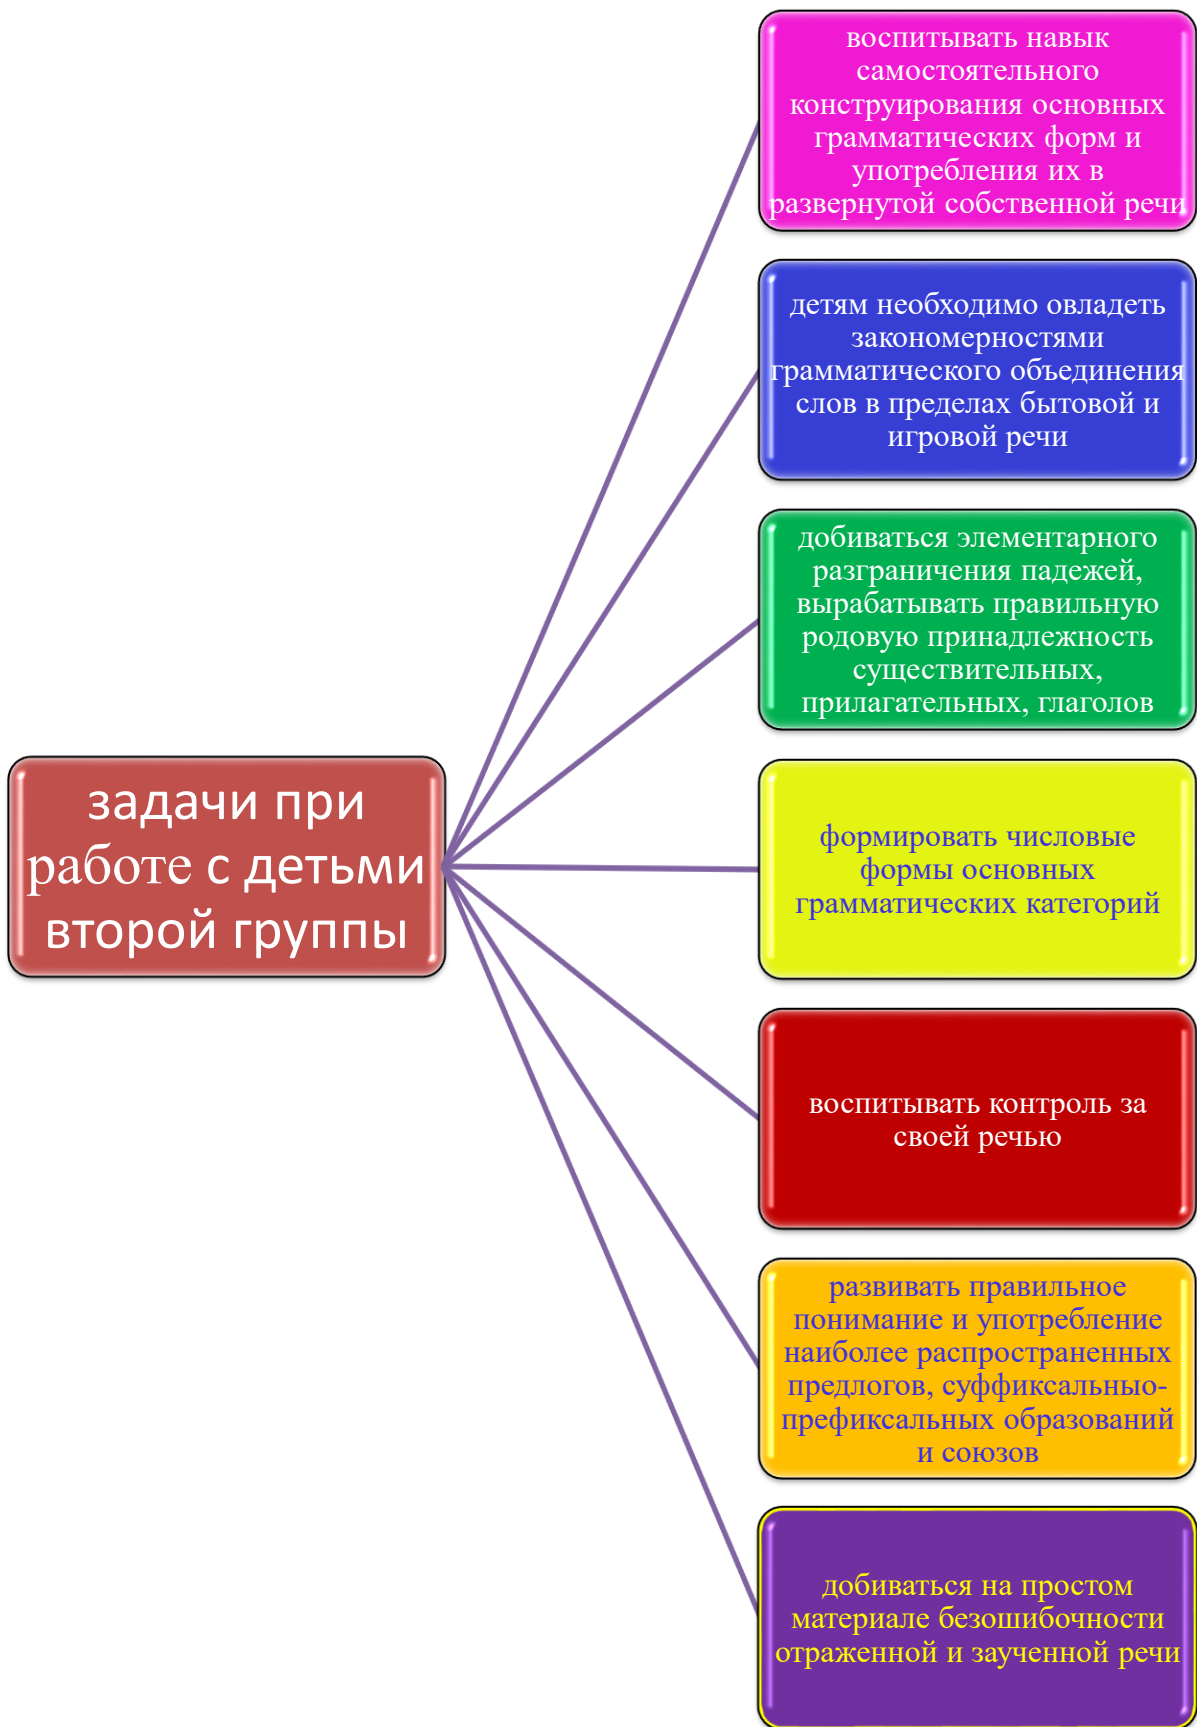 воспитывать навык
самостоятельного
конструирования основных
грамматических форм и
употребления их в
развернутой собственной речи
детям необходимо овладеть
закономерностями
грамматического объединения
слов в пределах бытовой и
игровой речи
добиваться элементарного
разграничения падежей,
вырабатывать правильную
родовую принадлежность
существительных,
прилагательных, глаголов
задачи при
работе с детьми
второй группы
формировать числовые
формы основных
грамматических категорий
воспитывать контроль за
своей речью
развивать правильное
понимание и употребление
наиболее распространенных
предлогов, суффиксальныо-
префиксальных образований
и союзов
добиваться на простом
материале безошибочности
отраженной и заученной речи